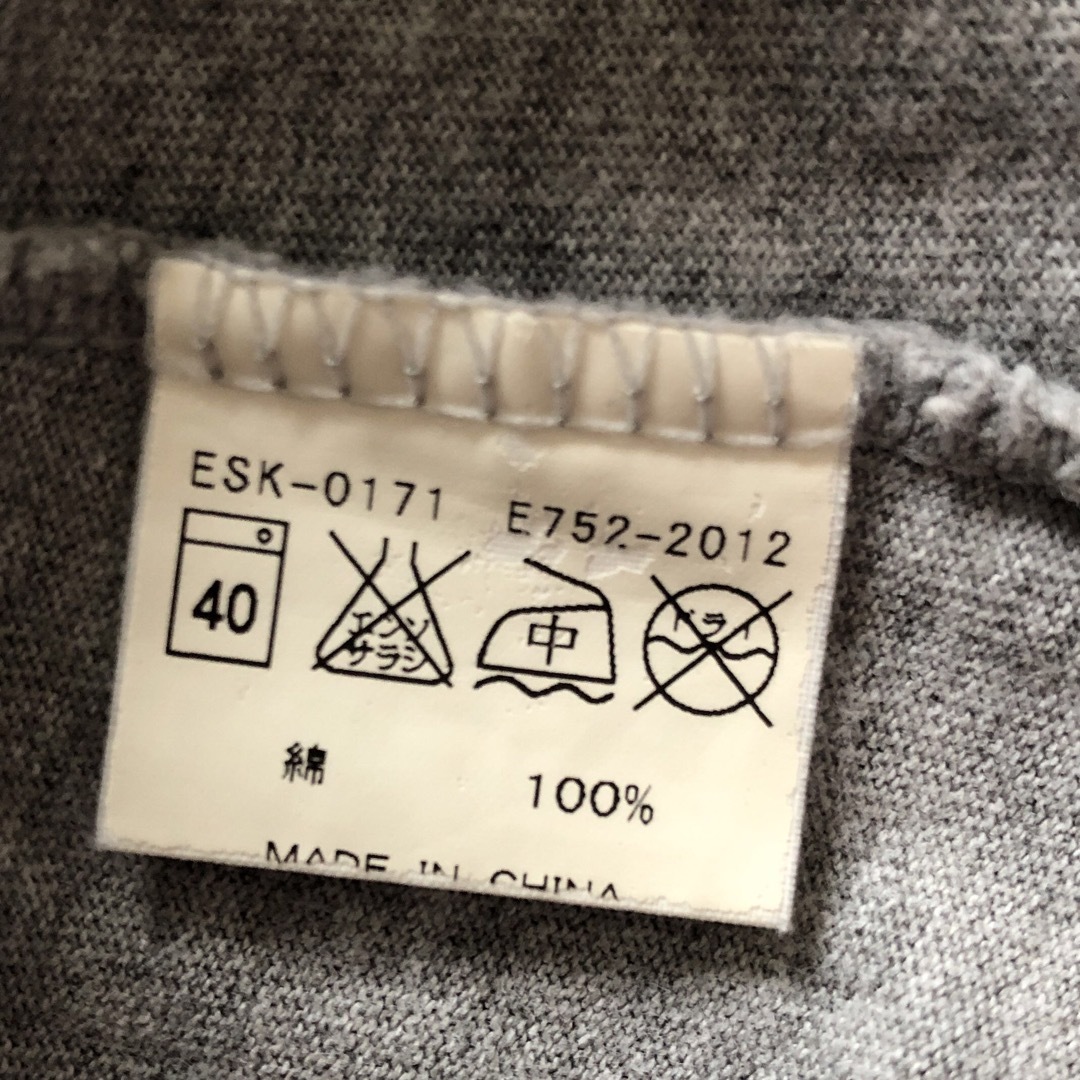 ESK-0171 E752-2012
40 エンソ 中 ドライ
サラシ
綿 100%
MADE IN CHINA